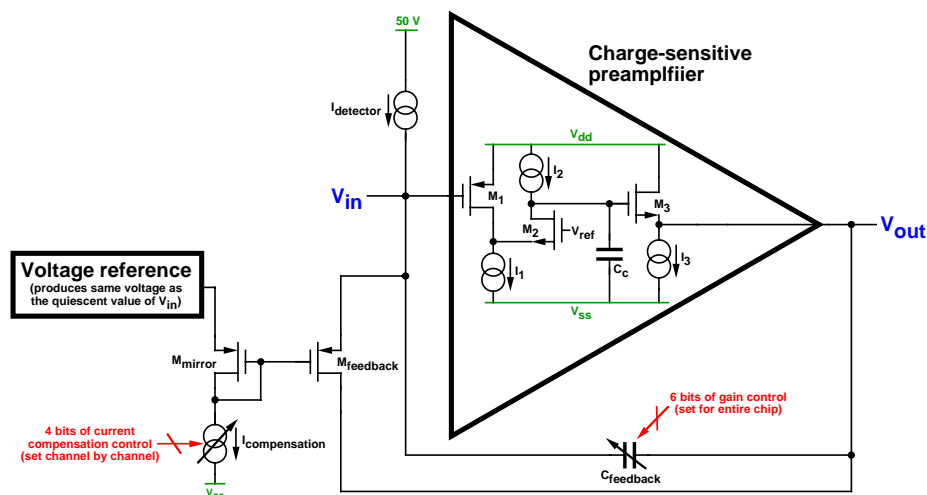 50 V
Charge-sensitive
preamplfiier
Idetector
Vdd
I2
Vin
M1
M3
M2
Vref
Vout
I1
Cc
I3
Voltage reference
(produces same voltage as
the quiescent value of Vin)
Vss
Mmirror
Mfeedback
6 bits of gain control
(set for entire chip)
4 bits of current
compensation control
(set channel by channel)
Icompensation
Cfeedback